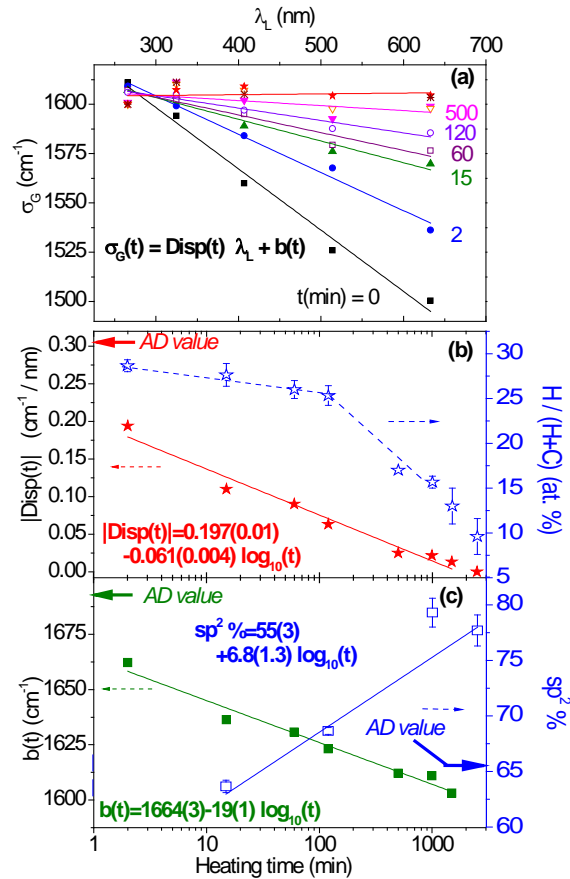 λL (nm)
300 400 500 600 700
(a)
σG (cm-1)
1600
1575
1550
1525
1500
500
120
60
15
2
σG(t) = Disp(t) λL + b(t)
t(min) = 0
(b)
AD value
|Disp(t)| (cm-1 / nm)
0.30
0.25
0.20
0.15
0.10
0.05
0.00
H / (H+C) (at. %)
30
25
20
15
10
5
|Disp(t)|=0.197(0.01)
-0.061(0.004) log10(t)
(c)
AD value
b(t) (cm-1)
1675
1650
1625
1600
sp2 %
80
75
70
65
60
sp2 %=55(3)
+6.8(1.3) log10(t)
AD value
b(t)=1664(3)-19(1) log10(t)
1 10 100 1000
Heating time (min)